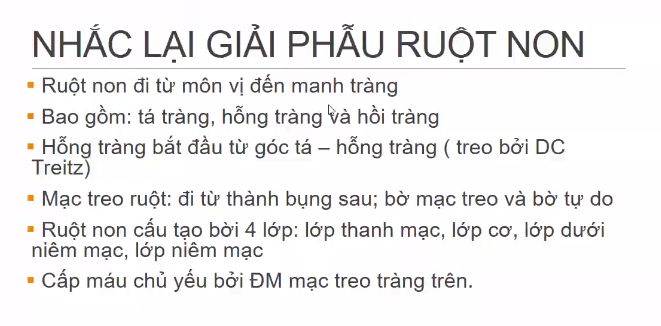 NHẮC LẠI GIẢI PHẪU RUỘT NON
▪ Ruột non đi từ môn vị đến manh tràng
▪ Bao gồm: tá tràng, hỗng tràng và hồi tràng
▪ Hỗng tràng bắt đầu từ góc tá – hỗng tràng ( treo bởi DC
Treitz)
▪ Mạc treo ruột: đi từ thành bụng sau; bờ mạc treo và bờ tự do
▪ Ruột non cấu tạo bời 4 lớp: lớp thanh mạc, lớp cơ, lớp dưới
niêm mạc, lớp niêm mạc
▪ Cấp máu chủ yếu bởi ĐM mạc treo tràng trên.